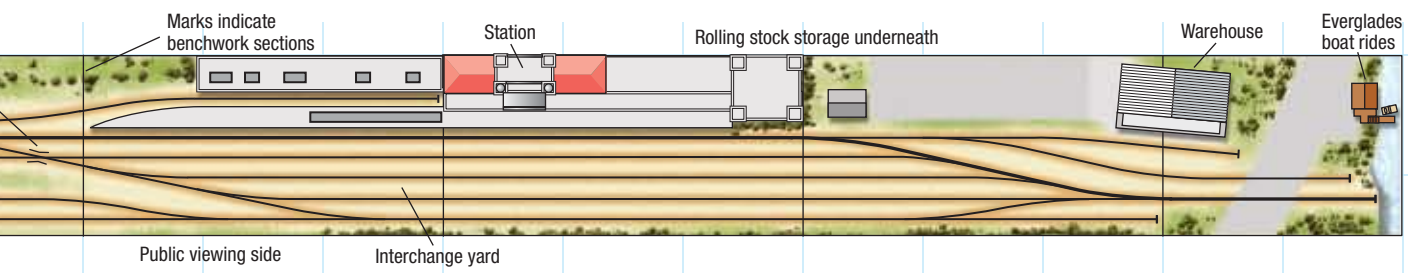 Marks indicate
benchwork sections
Station
Rolling stock storage underneath
Warehouse
Everglades
boat rides
Public viewing side
Interchange yard